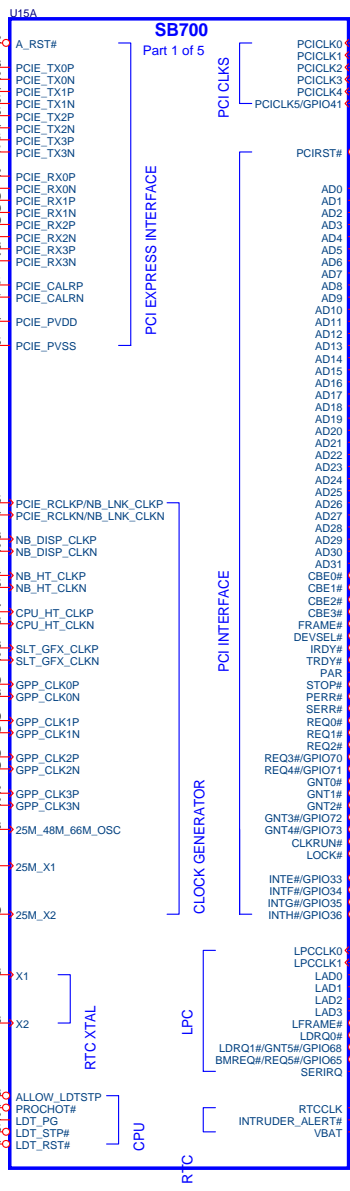 U15A
SB700
Part 1 of 5
A_RST#
PCIE_TX0P
PCIE_TX0N
PCIE_TX1P
PCIE_TX1N
PCIE_TX2P
PCIE_TX2N
PCIE_TX3P
PCIE_TX3N
PCIE_RX0P
PCIE_RX0N
PCIE_RX1P
PCIE_RX1N
PCIE_RX2P
PCIE_RX2N
PCIE_RX3P
PCIE_RX3N
PCIE_CALRP
PCIE_CALRN
PCIE_PVDD
PCIE_PVSS
PCI EXPRESS INTERFACE
PCIE_RCLKP/NB_LNK_CLKP
PCIE_RCLKN/NB_LNK_CLKN
NB_DISP_CLKP
NB_DISP_CLKN
NB_HT_CLKP
NB_HT_CLKN
CPU_HT_CLKP
CPU_HT_CLKN
SLT_GFX_CLKP
SLT_GFX_CLKN
GPP_CLK0P
GPP_CLK0N
GPP_CLK1P
GPP_CLK1N
GPP_CLK2P
GPP_CLK2N
GPP_CLK3P
GPP_CLK3N
25M_48M_66M_OSC
25M_X1
25M_X2
CLOCK GENERATOR
X1
X2
RTC XTAL
ALLOW_LDTSTP
PROCHOT#
LDT_PG
LDT_STP#
LDT_RST#
CPU
PCI CLKS
PCICLK0
PCICLK1
PCICLK2
PCICLK3
PCICLK4
PCICLK5/GPIO41
PCI INTERFACE
PCIRST#
AD0
AD1
AD2
AD3
AD4
AD5
AD6
AD7
AD8
AD9
AD10
AD11
AD12
AD13
AD14
AD15
AD16
AD17
AD18
AD19
AD20
AD21
AD22
AD23
AD24
AD25
AD26
AD27
AD28
AD29
AD30
AD31
CBE0#
CBE1#
CBE2#
CBE3#
FRAME#
DEVSEL#
IRDY#
TRDY#
PAR
STOP#
PERR#
SERR#
REQ0#
REQ1#
REQ2#
REQ3#/GPIO70
REQ4#/GPIO71
GNT0#
GNT1#
GNT2#
GNT3#/GPIO72
GNT4#/GPIO73
CLKRUN#
LOCK#
INTE#/GPIO33
INTF#/GPIO34
INTG#/GPIO35
INTH#/GPIO36
LPC
LPCCLK0
LPCCLK1
LAD0
LAD1
LAD2
LAD3
LFRAME#
LDRQ0#
LDRQ1#/GNT5#/GPIO68
BMREQ#/REQ5#/GPIO65
SERIRQ
RTC
RTCCLK
INTRUDER_ALERT#
VBAT